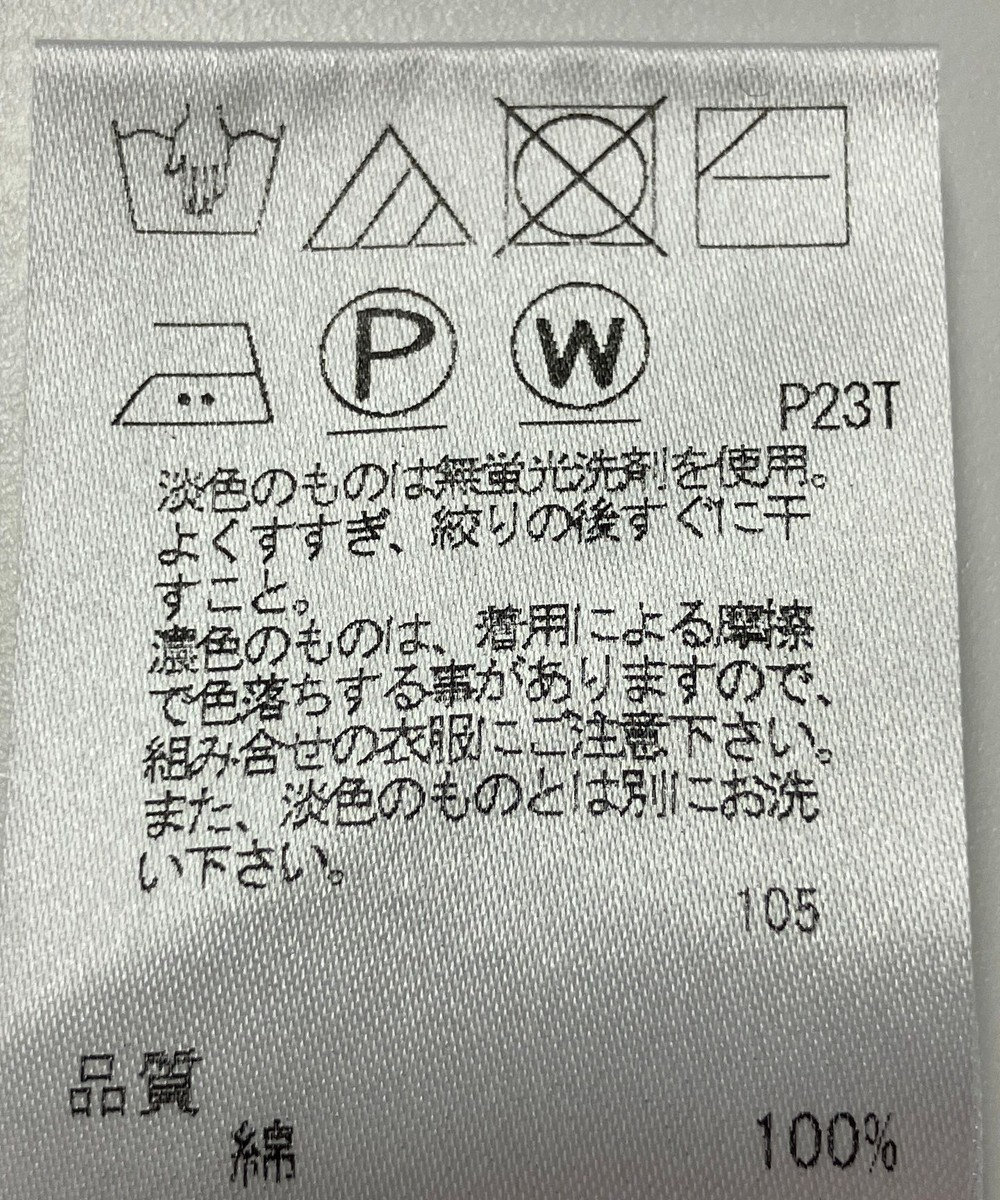 P
W
P23T
淡色のものは無蛍光洗剤を使用。
よくすすぎ、絞りの後すぐに干
すこと。
濃色のものは、着用による摩擦
で色落ちする事がありますので、
組み合せの衣服にご注意下さい。
また、淡色のものとは別にお洗
い下さい。
105
品質
綿 100%